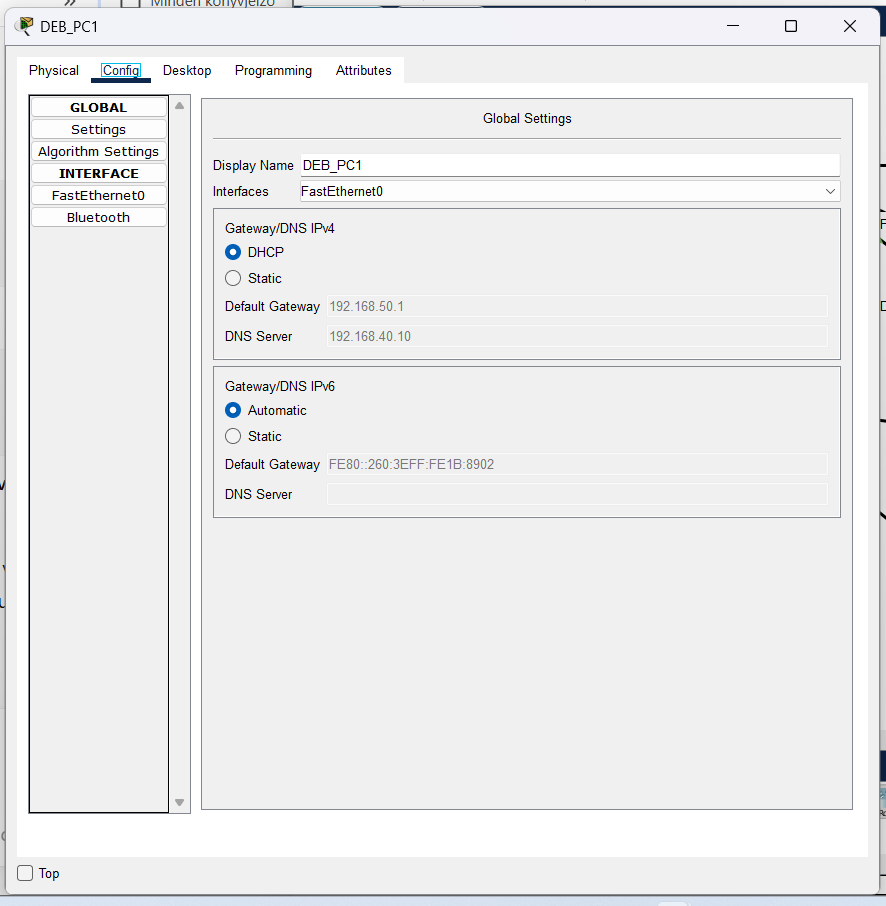 Minden könyvjelző
DEB_PC1
Physical Config Desktop Programming Attributes
GLOBAL
Settings
Algorithm Settings
INTERFACE
FastEthernet0
Bluetooth
Global Settings
Display Name DEB_PC1
Interfaces FastEthernet0
Gateway/DNS IPv4
DHCP
Static
Default Gateway 192.168.50.1
DNS Server 192.168.40.10
Gateway/DNS IPv6
Automatic
Static
Default Gateway FE80::260:3EFF:FE1B:8902
DNS Server
Top